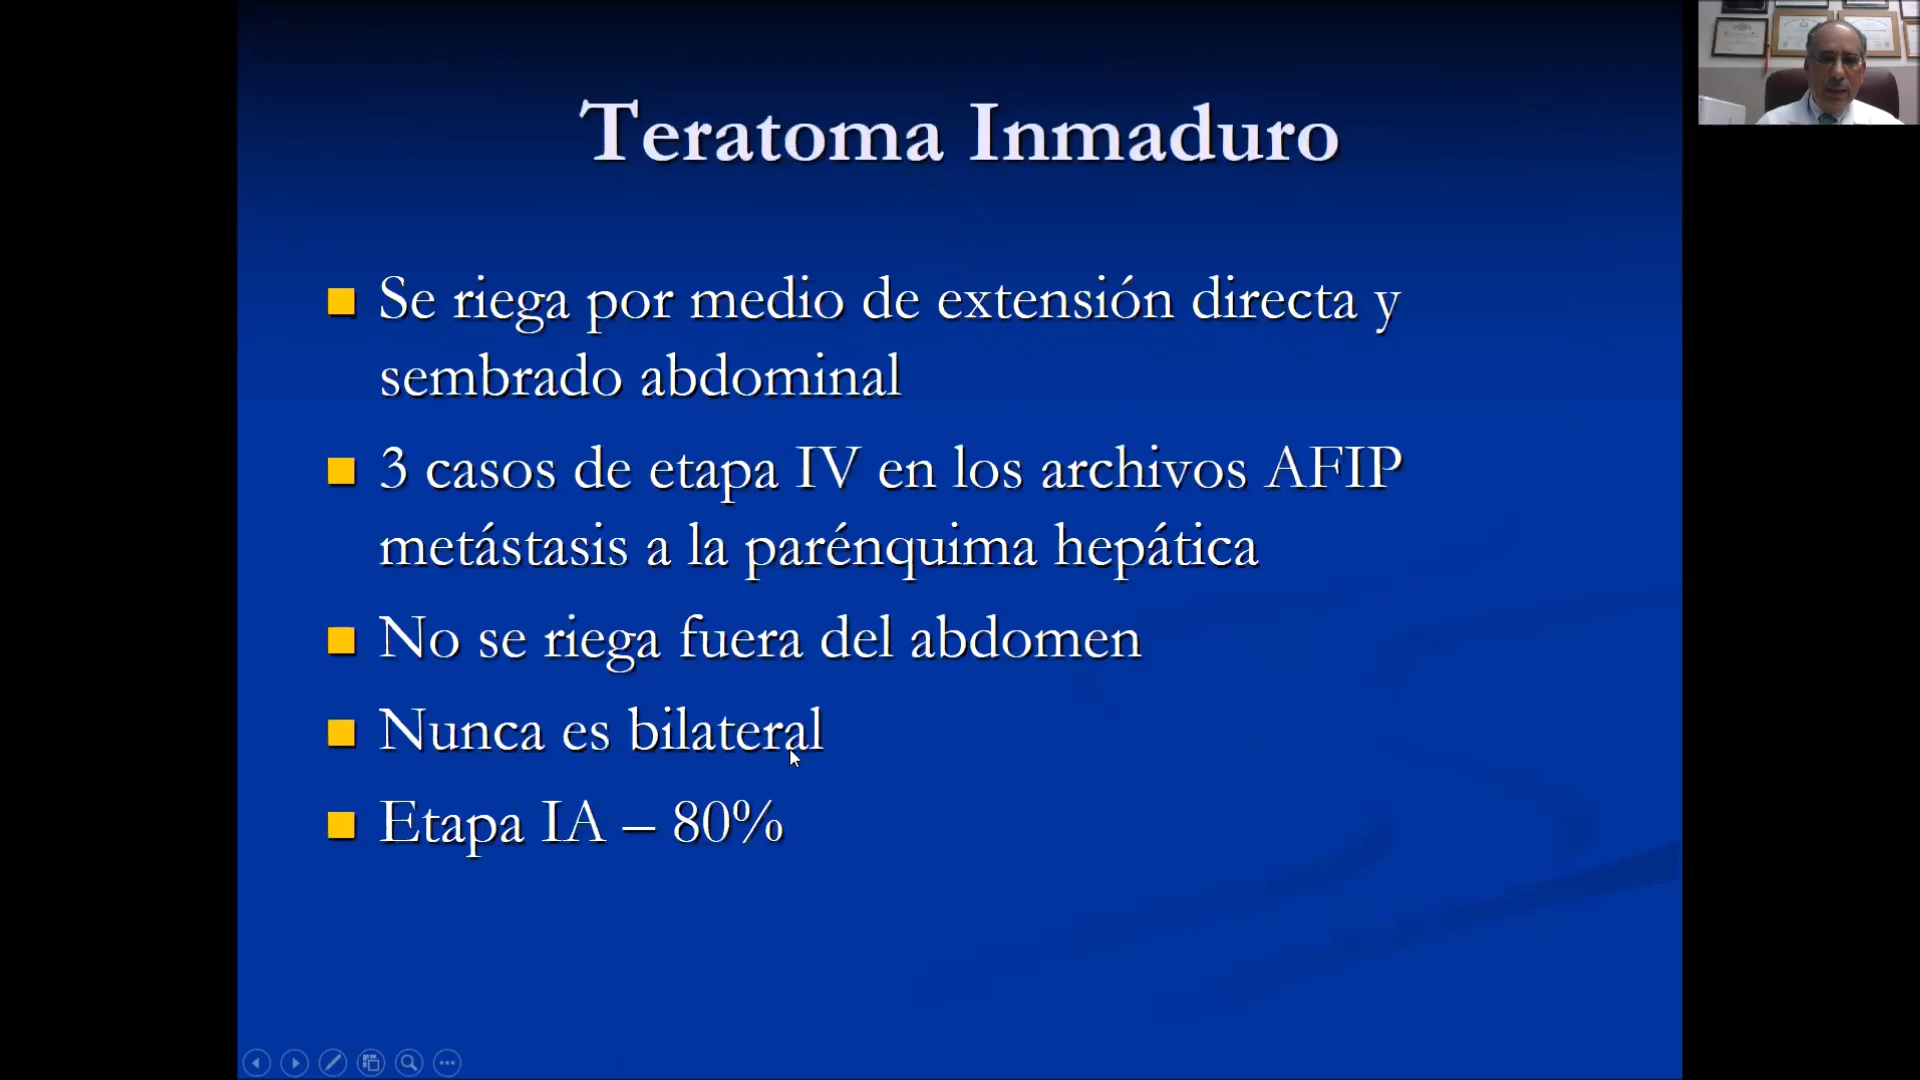 Teratoma Inmaduro
Se riega por medio de extensión directa y
sembrado abdominal
3 casos de etapa IV en los archivos AFIP
metástasis a la parénquima hepática
No se riega fuera del abdomen
Nunca es bilateral
Etapa IA – 80%